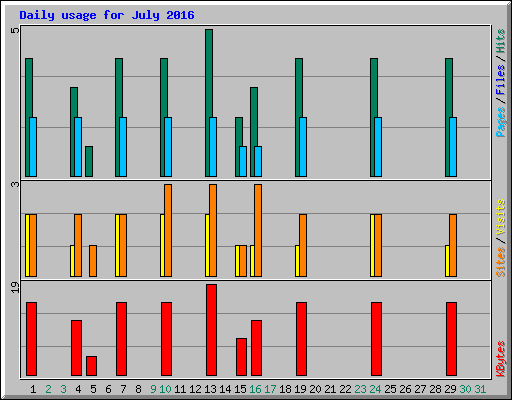 Daily usage for July 2016
5
Pages/Files/Hits
3
Sites/Visits
19
KBytes
1 2 3 4 5 6 7 8 9 10 11 12 13 14 15 16 17 18 19 20 21 22 23 24 25 26 27 28 29 30 31